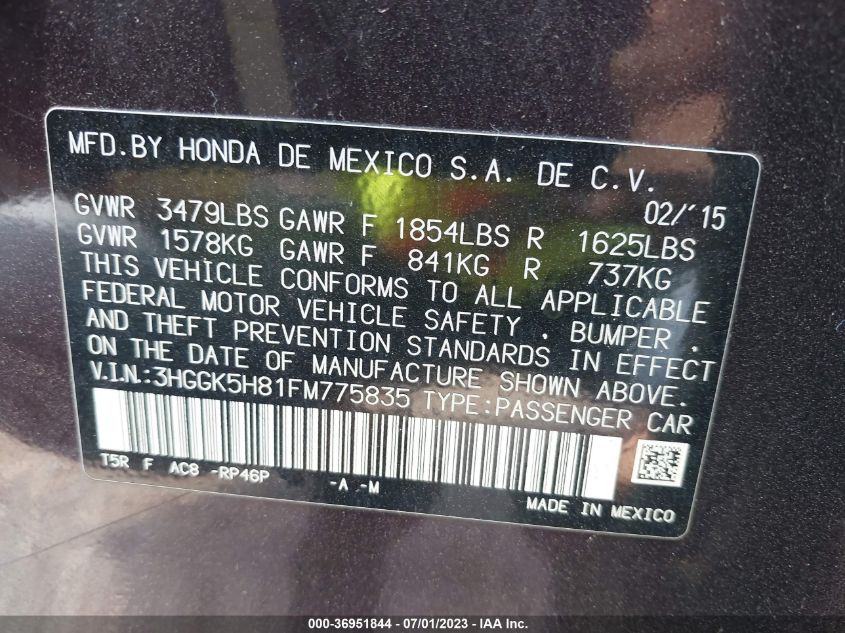 MFD.BY HONDA DE MEXICO S.A. DE C.V.
02/'15
GVWR 3479LBS GAWR F 1854LBS R 1625LBS
GVWR 1578KG GAWR F 841KG R 737KG
THIS VEHICLE CONFORMS TO ALL APPLICABLE
FEDERAL MOTOR VEHICLE SAFETY , BUMPER ,
AND THEFT PREVENTION STANDARDS IN EFFECT
ON THE DATE OF MANUFACTURE SHOWN ABOVE.
V.I.N.:3HGGK5H81FM775835 TYPE:PASSENGER CAR
T5R F AC8 -RP46P -A -M
MADE IN MEXICO
000-36951844 - 07/01/2023 - IAA Inc.